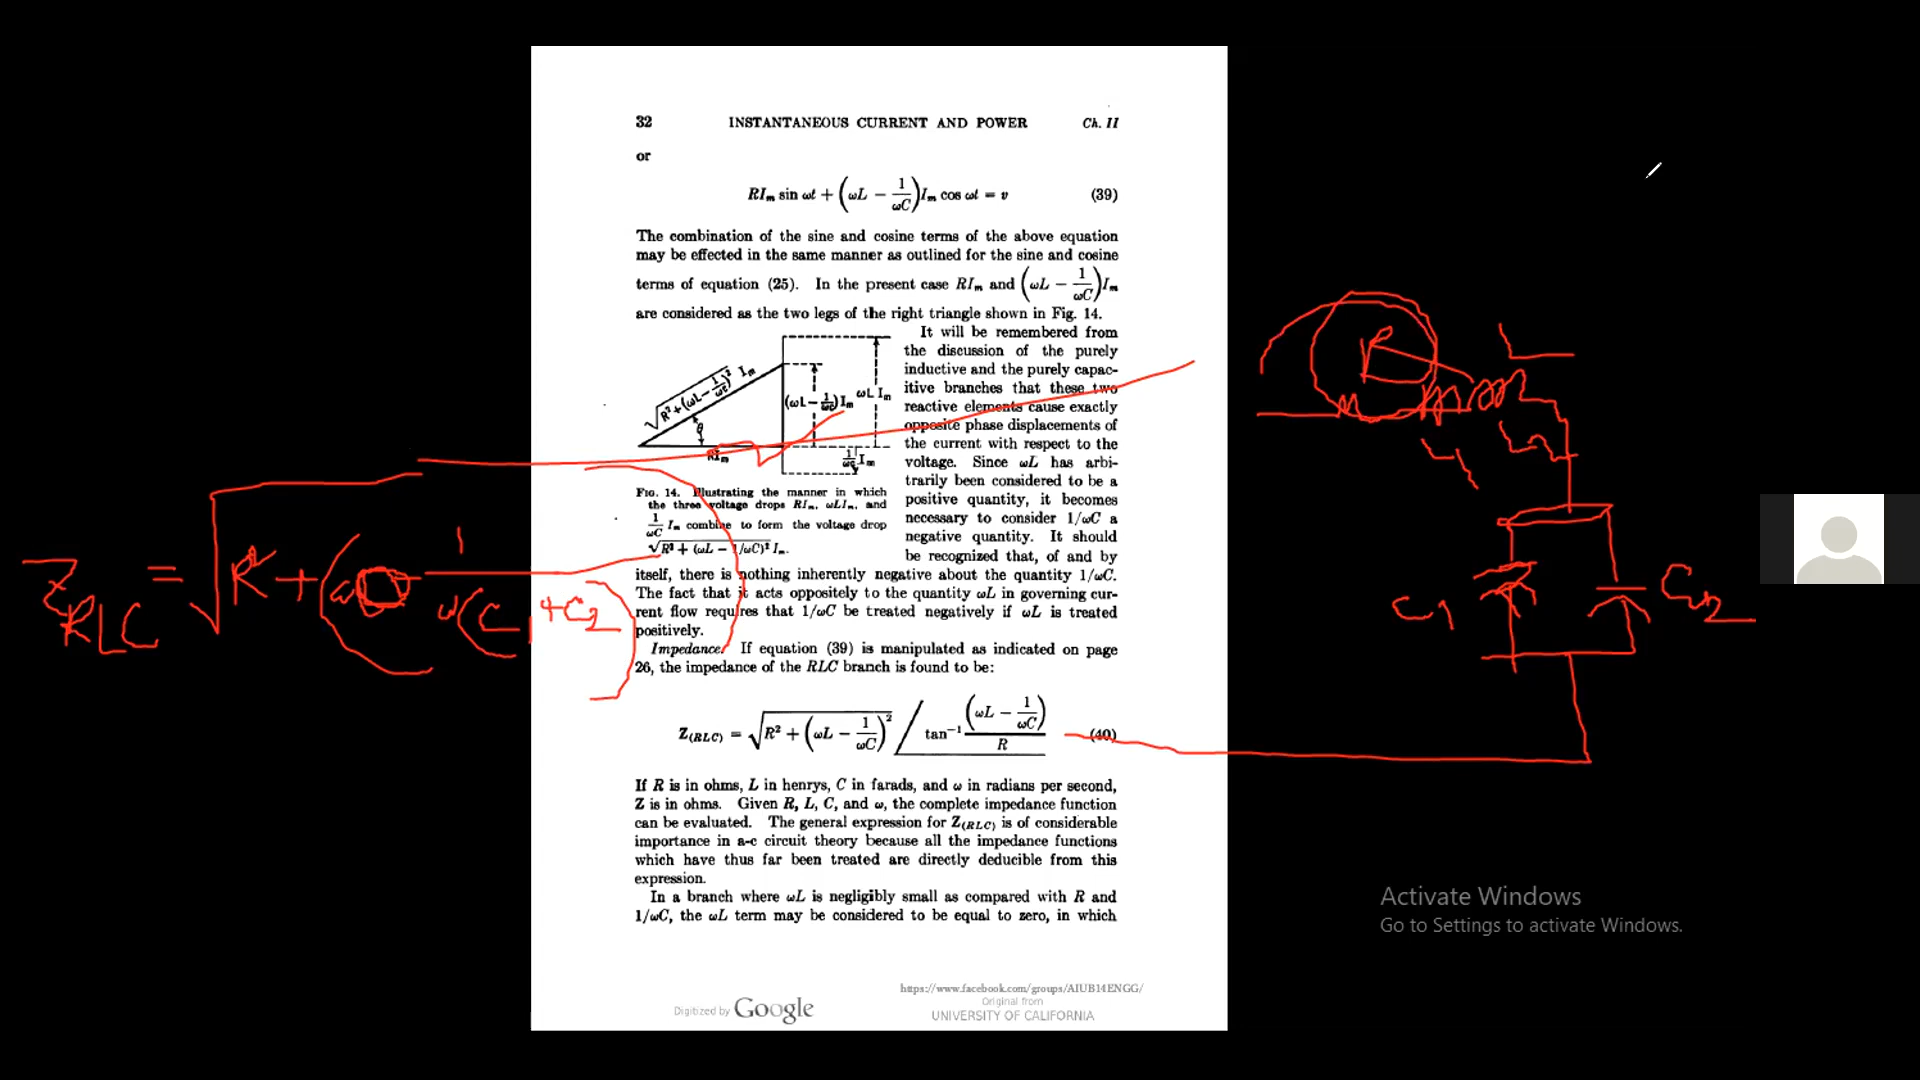 32 INSTANTANEOUS CURRENT AND POWER Ch. II
or
RIm sin ωt + (ωL − 1/ωC) Im cos ωt = v (39)
The combination of the sine and cosine terms of the above equation
may be effected in the same manner as outlined for the sine and cosine
terms of equation (25). In the present case RIm and (ωL − 1/ωC) Im
are considered as the two legs of the right triangle shown in Fig. 14.
√R² + (ωL − 1/ωC)² Im
(ωL − 1/ωC) Im
ωL Im
θ
RIm
1/ωC Im
Fig. 14. Illustrating the manner in which
the three voltage drops RIm, ωLIm, and
1/ωC Im combine to form the voltage drop
√R² + (ωL − 1/ωC)² Im.
It will be remembered from
the discussion of the purely
inductive and the purely capac-
itive branches that these two
reactive elements cause exactly
opposite phase displacements of
the current with respect to the
voltage. Since ωL has arbi-
trarily been considered to be a
positive quantity, it becomes
necessary to consider 1/ωC a
negative quantity. It should
be recognized that, of and by
itself, there is nothing inherently negative about the quantity 1/ωC.
The fact that it acts oppositely to the quantity ωL in governing cur-
rent flow requires that 1/ωC be treated negatively if ωL is treated
positively.
Impedance. If equation (39) is manipulated as indicated on page
26, the impedance of the RLC branch is found to be:
Z(RLC) = √R² + (ωL − 1/ωC)² / tan⁻¹ (ωL − 1/ωC)/R (40)
If R is in ohms, L in henrys, C in farads, and ω in radians per second,
Z is in ohms. Given R, L, C, and ω, the complete impedance function
can be evaluated. The general expression for Z(RLC) is of considerable
importance in a-c circuit theory because all the impedance functions
which have thus far been treated are directly deducible from this
expression.
In a branch where ωL is negligibly small as compared with R and
1/ωC, the ωL term may be considered to be equal to zero, in which
https://www.facebook.com/groups/AIUB14ENGG/
Digitized by Google
Original from
UNIVERSITY OF CALIFORNIA
ZRLC = √R² + (ω − 1/ω(C1 + C2))
R
L
C1
C2
Activate Windows
Go to Settings to activate Windows.